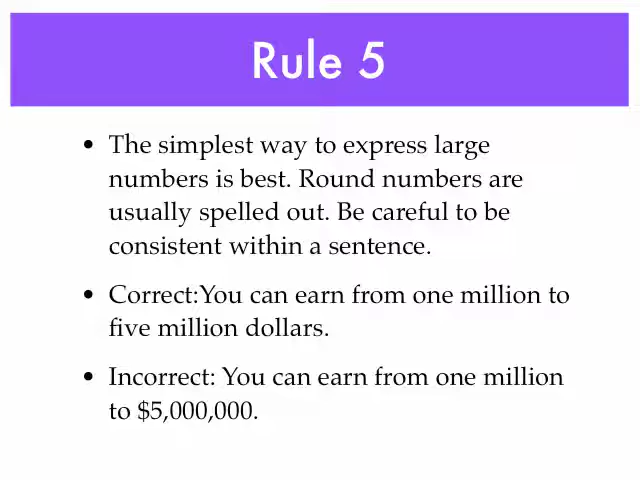 Rule 5
• The simplest way to express large
numbers is best. Round numbers are
usually spelled out. Be careful to be
consistent within a sentence.
• Correct:You can earn from one million to
five million dollars.
• Incorrect: You can earn from one million
to $5,000,000.